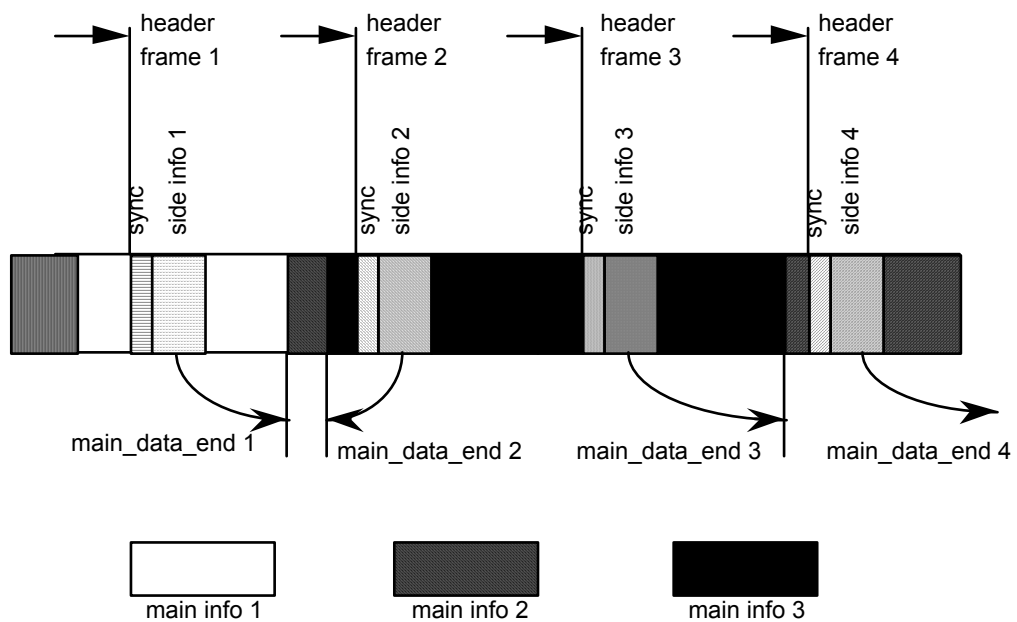 header
frame 1
header
frame 2
header
frame 3
header
frame 4
sync
side info 1
sync
side info 2
sync
side info 3
sync
side info 4
main_data_end 1
main_data_end 2
main_data_end 3
main_data_end 4
main info 1
main info 2
main info 3